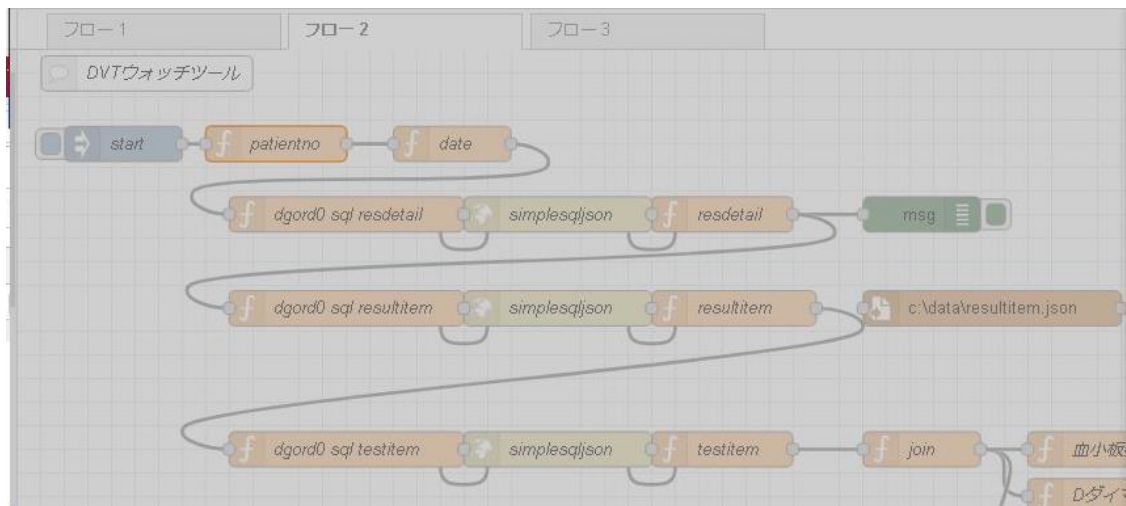 フロー 1 フロー 2 フロー 3
DVTウォッチツール
start patientno date
dgord0 sql resdetail simplesqljson resdetail msg
dgord0 sql resultitem simplesqljson resultitem c:\data\resultitem.json
dgord0 sql testitem simplesqljson testitem join 血小板
Dダイマ